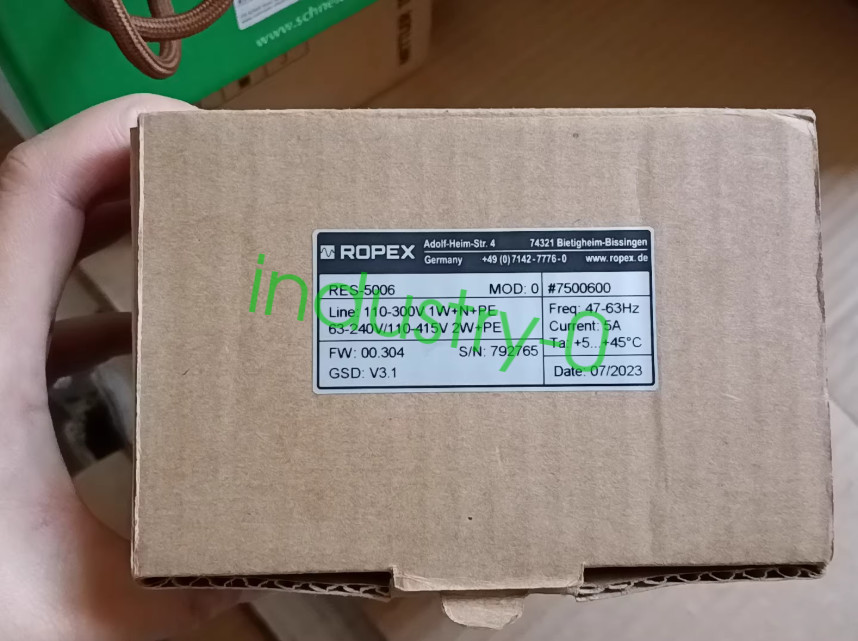 www.schne
ROPEX Adolf-Heim-Str. 4 74321 Bietigheim-Bissingen
Germany +49 (0) 7142-7776-0 www.ropex.de
RES-5006 MOD: 0 #7500600
Line: 110-300V 1W+N+PE Freq: 47-63Hz
63-240V/110-415V 2W+PE Current: 5A
Ta: +5...+45°C
FW: 00.304 S/N: 792765
GSD: V3.1 Date: 07/2023
industry-0